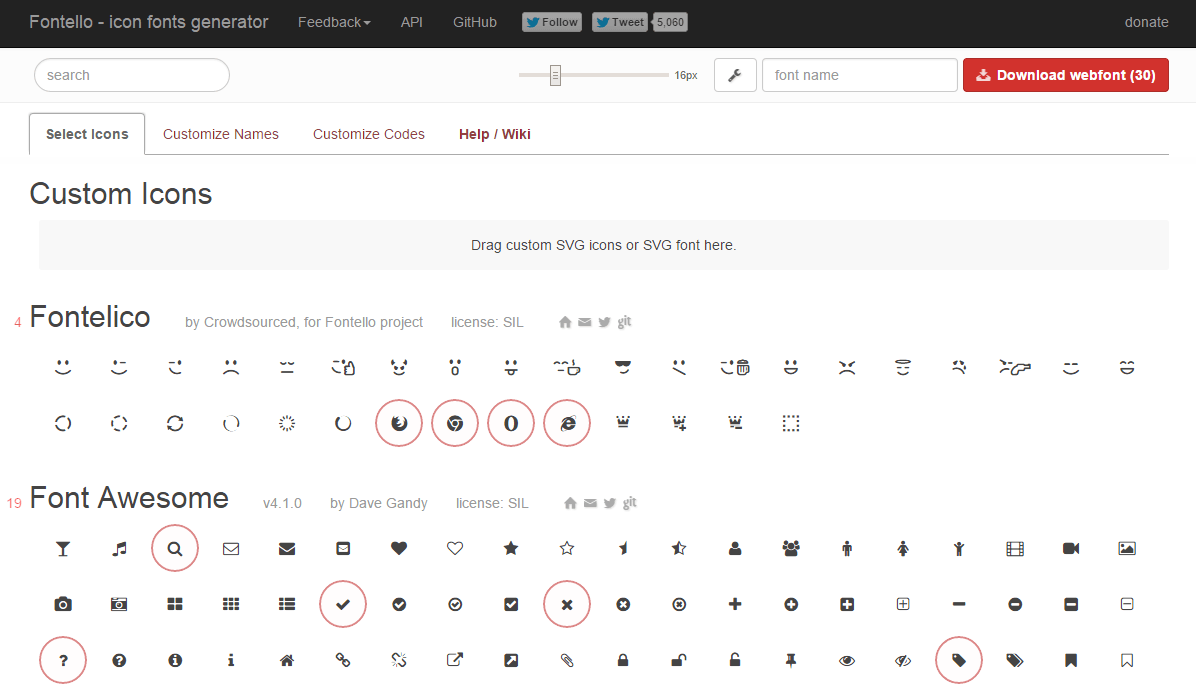 Fontello - icon fonts generator Feedback API GitHub Follow Tweet 5,060 donate
search 16px font name Download webfont (30)
Select Icons Customize Names Customize Codes Help / Wiki
Custom Icons
Drag custom SVG icons or SVG font here.
4 Fontelico by Crowdsourced, for Fontello project license: SIL git
19 Font Awesome v4.1.0 by Dave Gandy license: SIL git